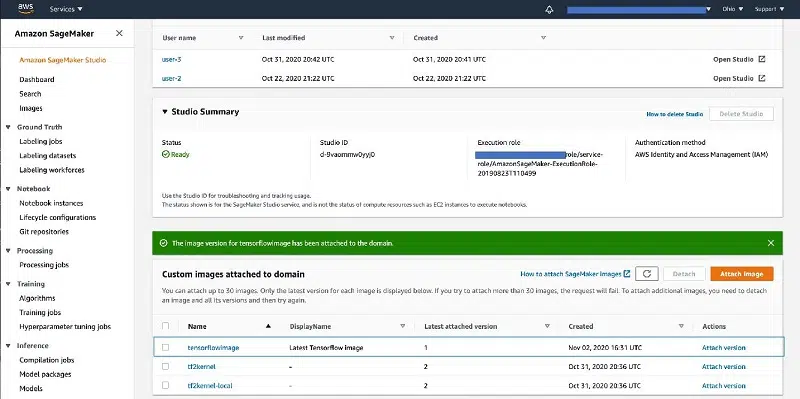 aws
Services
Ohio
Support
Amazon SageMaker
Amazon SageMaker Studio
Dashboard
Search
Images
Ground Truth
Labeling jobs
Labeling datasets
Labeling workforces
Notebook
Notebook instances
Lifecycle configurations
Git repositories
Processing
Processing jobs
Training
Algorithms
Training jobs
Hyperparameter tuning jobs
Inference
Compilation jobs
Model packages
Models
User name Last modified Created
user-3 Oct 31, 2020 20:42 UTC Oct 31, 2020 20:41 UTC Open Studio
user-2 Oct 22, 2020 21:22 UTC Oct 22, 2020 21:22 UTC Open Studio
Studio Summary How to delete Studio Delete Studio
Status Studio ID Execution role Authentication method
Ready d-9vaommw0yyj0 role/service- AWS Identity and Access Management (IAM)
role/AmazonSageMaker-ExecutionRole-
20190823T110499
Use the Studio ID for troubleshooting and tracking usage.
The status shown is for the SageMaker Studio service, and is not the status of compute resources such as EC2 instances to execute notebooks.
The image version for tensorflowimage has been attached to the domain.
Custom images attached to domain How to attach SageMaker images Detach Attach image
You can attach up to 30 images. Only the latest version for each image is displayed below. If you try to attach more than 30 images, the request will fail. To attach additional images, you need to detach
an image and all its versions and then try again.
Name DisplayName Latest attached version Created Actions
tensorflowimage Latest Tensorflow image 1 Nov 02, 2020 16:31 UTC Attach version
tf2kernel - 2 Oct 31, 2020 20:36 UTC Attach version
tf2kernel-local - 2 Oct 31, 2020 20:36 UTC Attach version